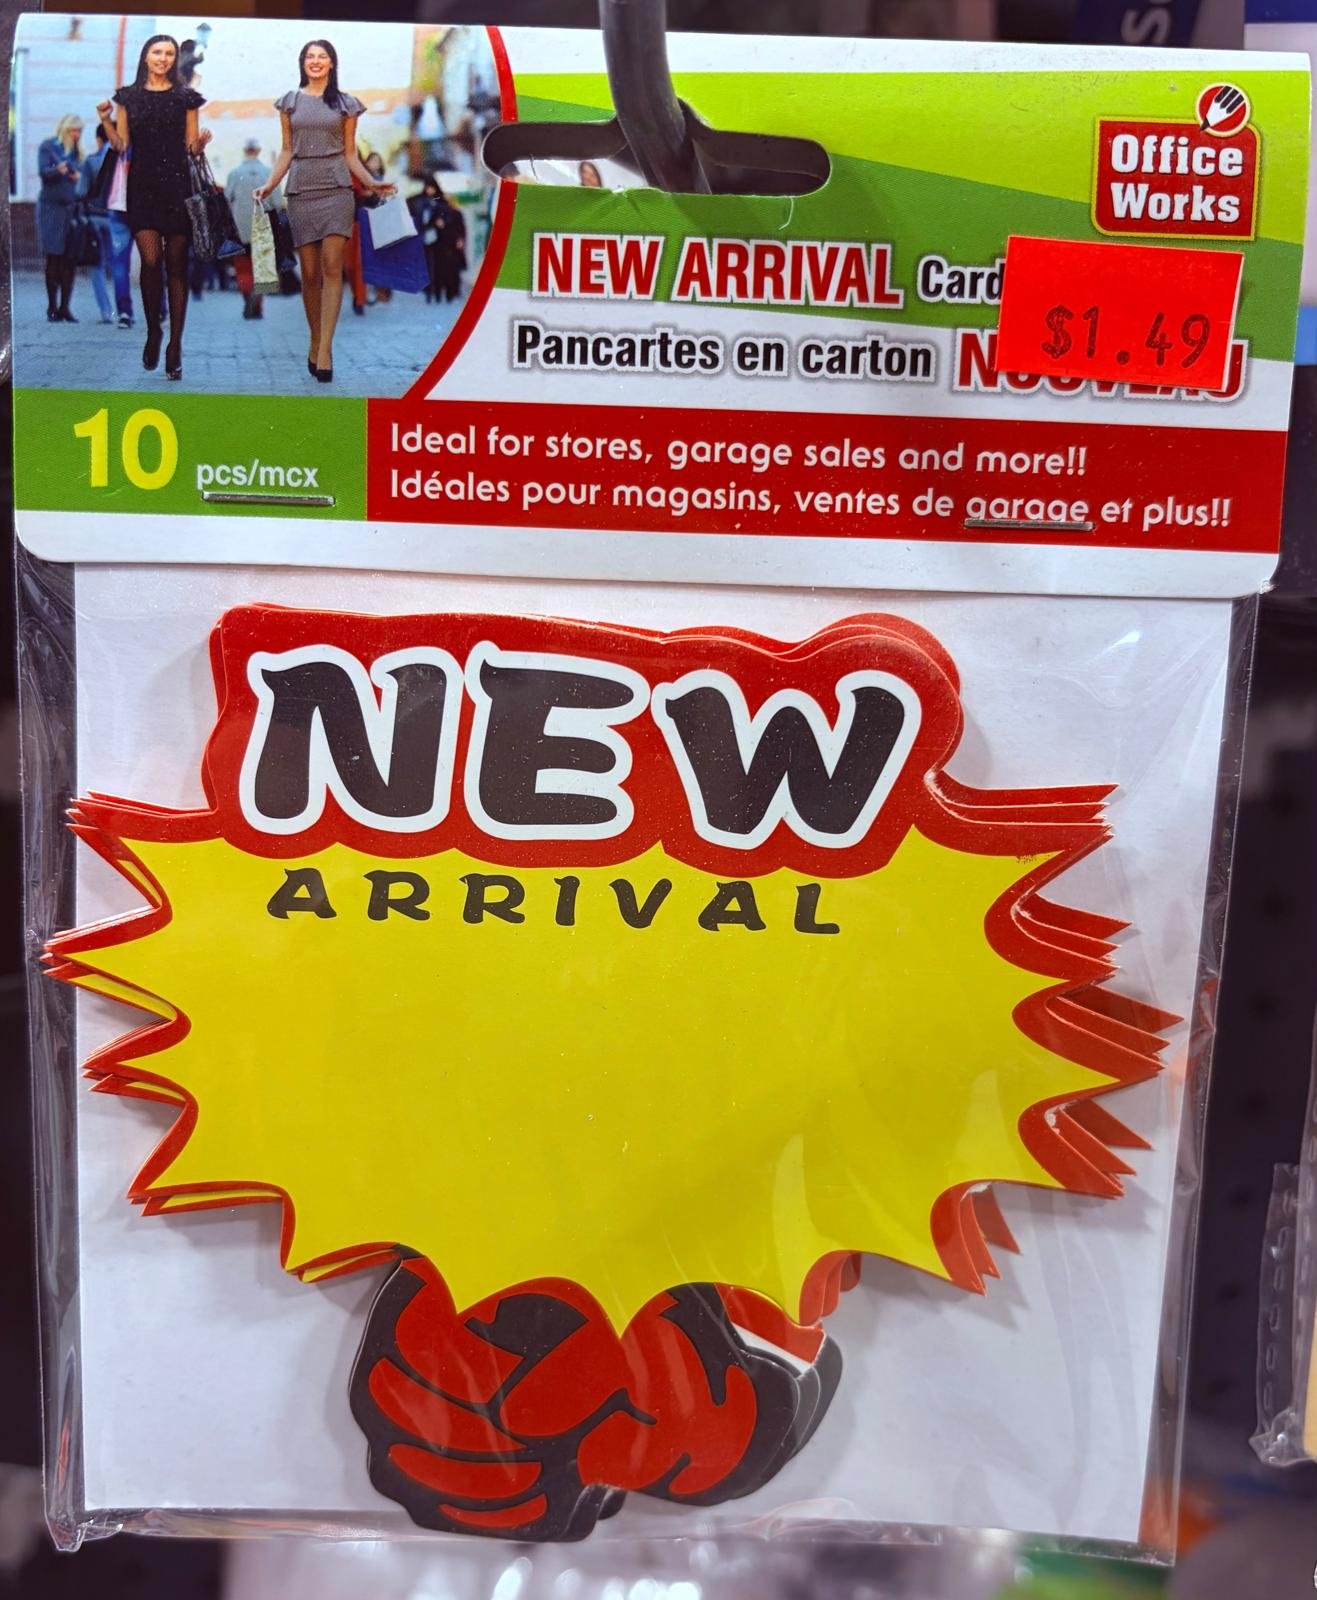 Office
Works
NEW ARRIVAL Card
$1.49
Pancartes en carton NOUVEAU
10 pcs/mcx
Ideal for stores, garage sales and more!!
Idéales pour magasins, ventes de garage et plus!!
NEW
ARRIVAL